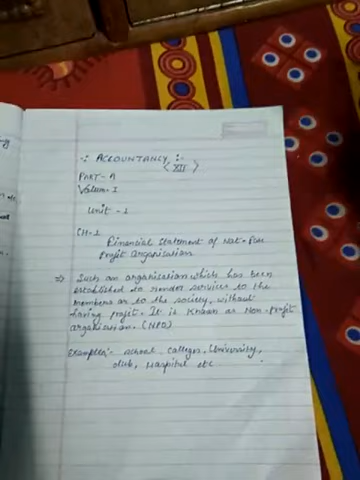 :- ACCOUNTANCY :-
< XII >
PART-A
Volum-I
Unit-1
CH-1
Financial Statement of Not-For
Profit Organisation
⇒ Such an organisation which has been
established to render services to the
members or to the society, without
having profit. It is known as Non-Profit
organisation. (NPO)
Examples:- school, colleges, University,
club, Hospital etc